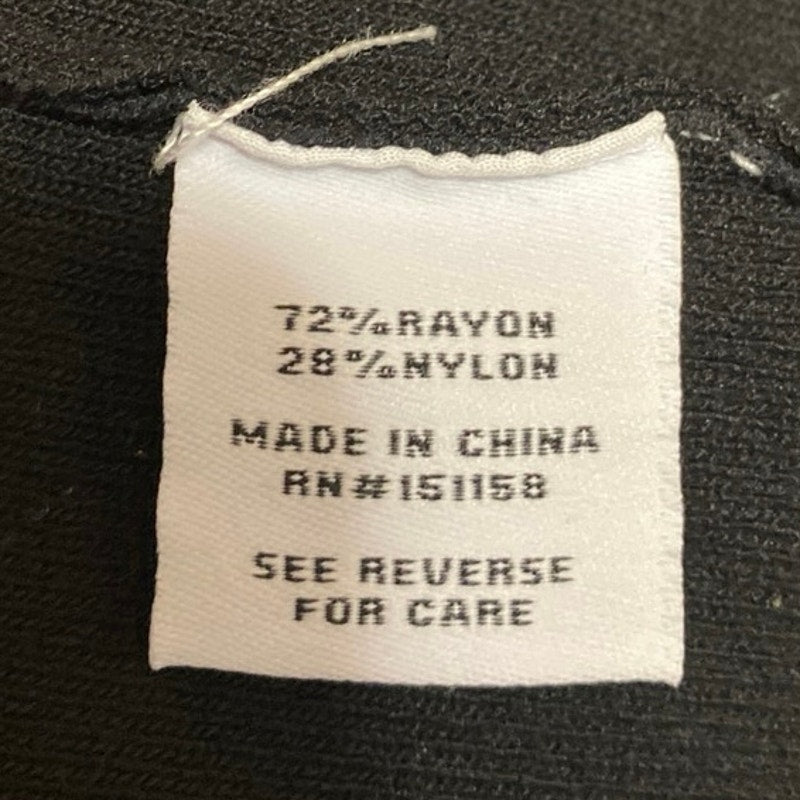 72%RAYON
28%NYLON
MADE IN CHINA
RN#151158
SEE REVERSE
FOR CARE